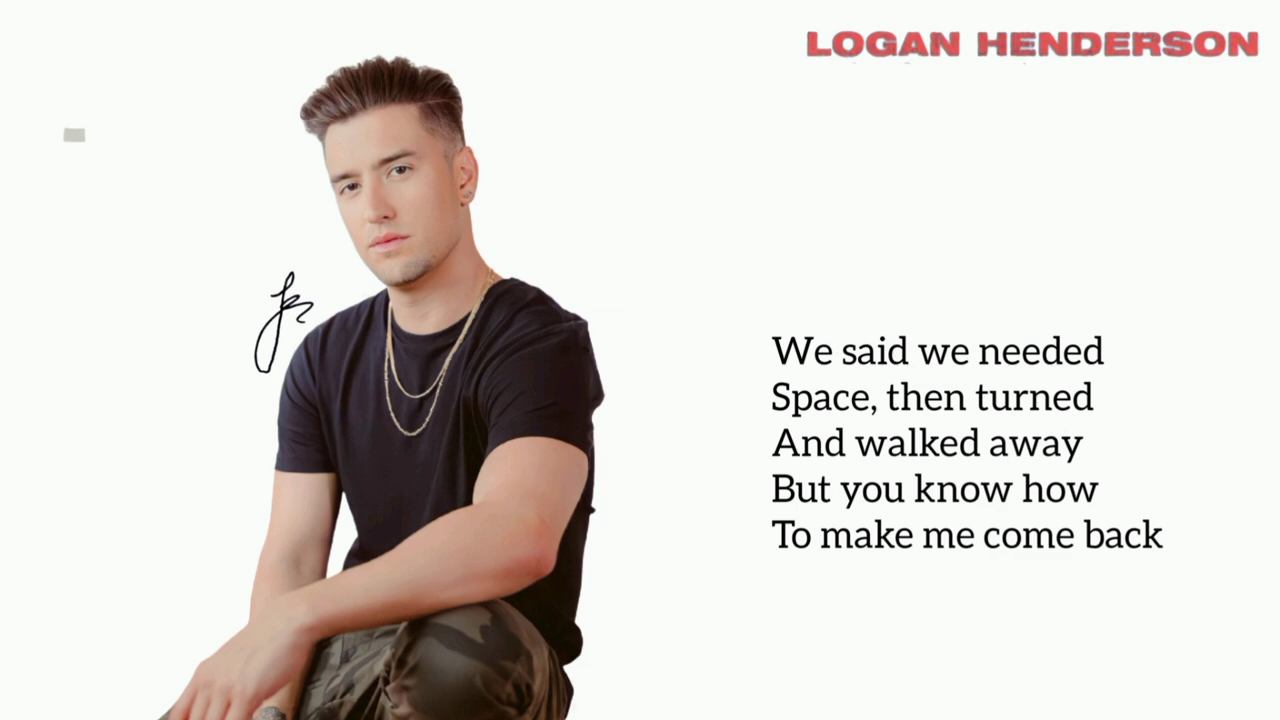 LOGAN HENDERSON
We said we needed
Space, then turned
And walked away
But you know how
To make me come back